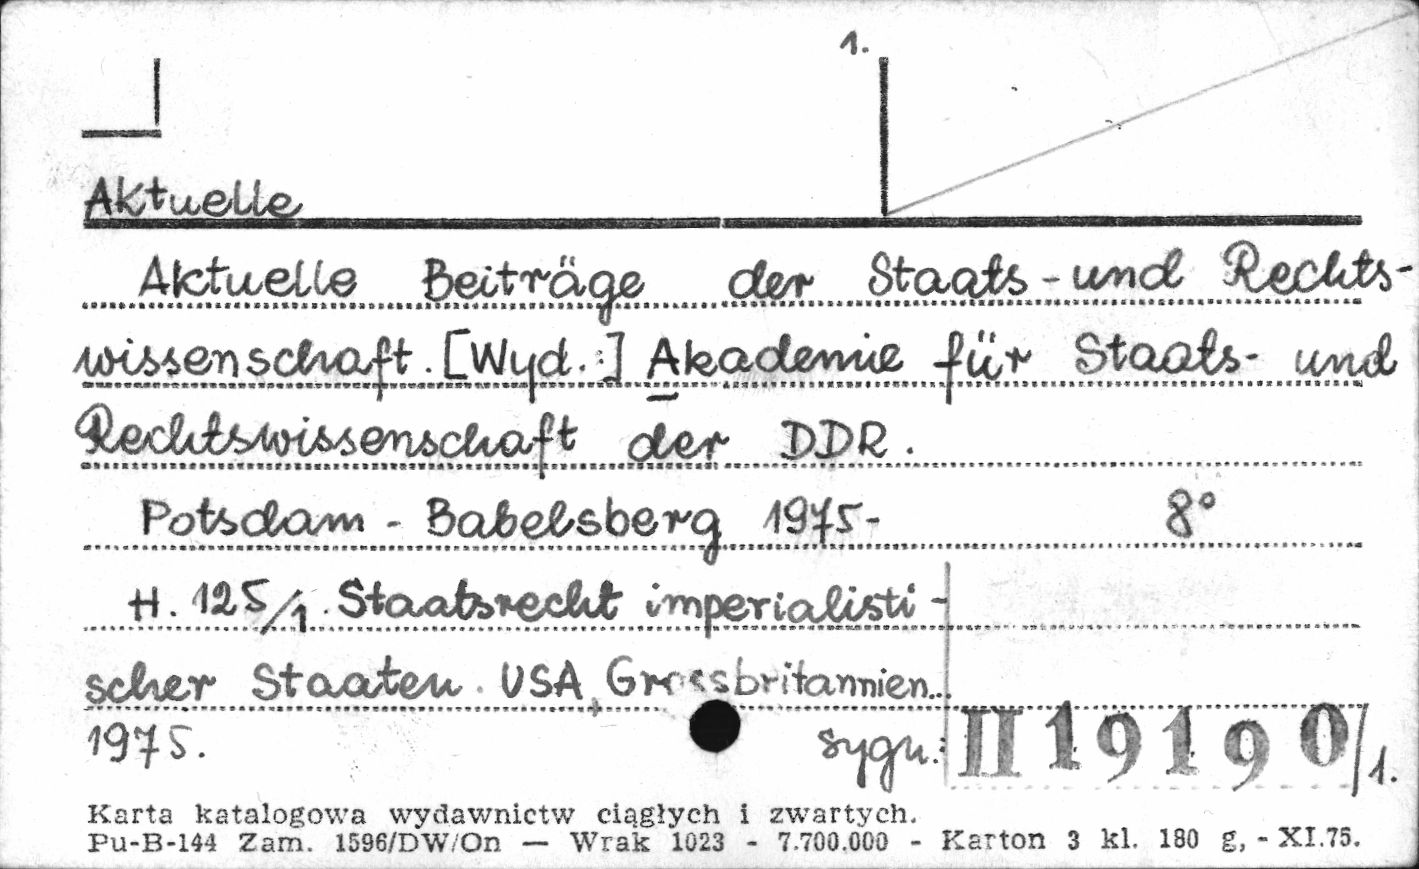 1.
Aktuelle
Aktuelle Beiträge der Staats - und Rechts-
wissenschaft. [Wyd. :] Akademie für Staats- und
Rechtswissenschaft der DDR.
Potsdam - Babelsberg 1975- 8°
H. 125/1. Staatsrecht imperialisti-
scher Staaten. USA, Grossbritannien...
1975. sygn.: II 19190/1.
Karta katalogowa wydawnictw ciągłych i zwartych.
Pu-B-144 Zam. 1596/DW/On — Wrak 1023 - 7.700.000 - Karton 3 kl. 180 g, - XI.75.